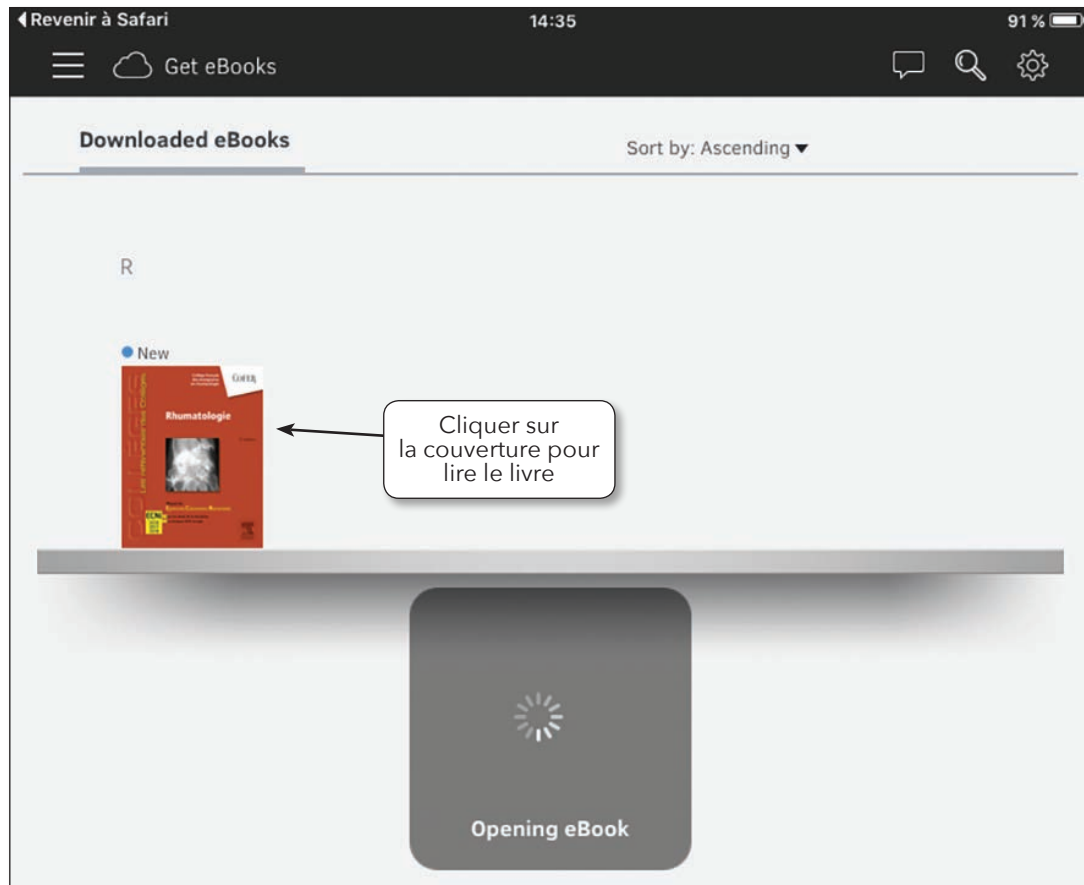 Revenir à Safari 14:35 91 %
Get eBooks
Downloaded eBooks Sort by: Ascending
R
New
Rhumatologie
Cliquer sur
la couverture pour
lire le livre
Opening eBook